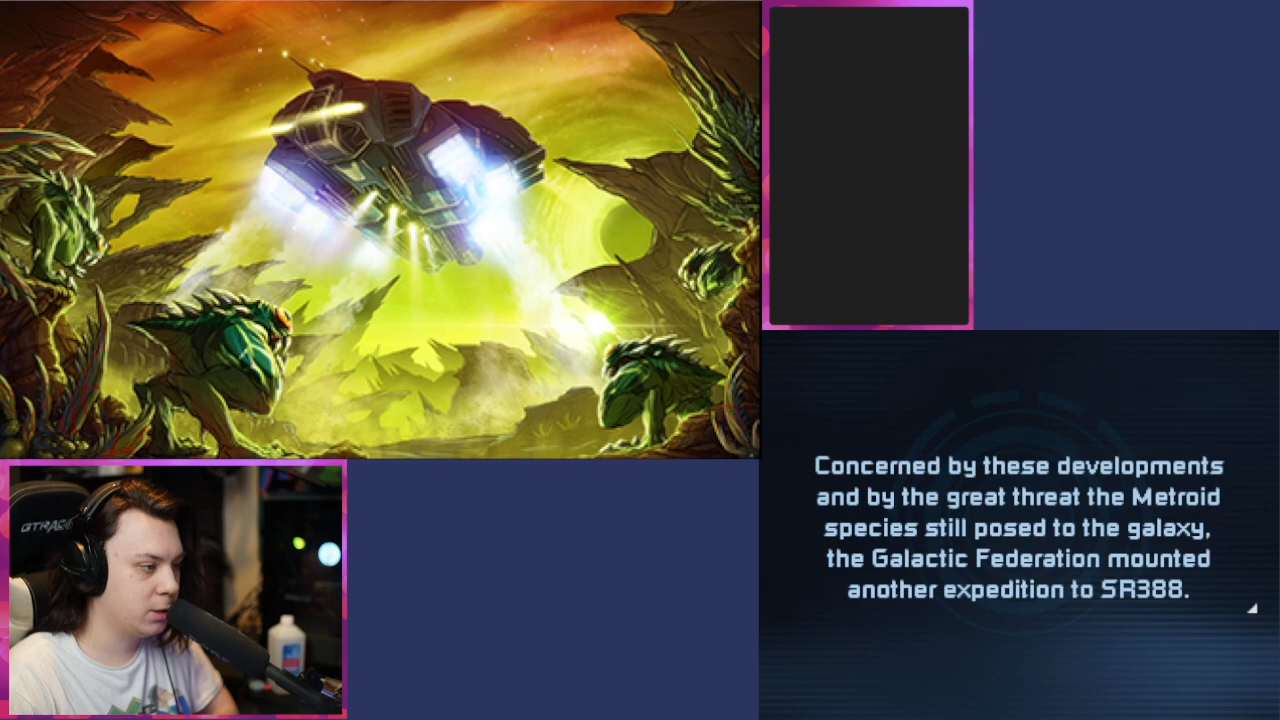 Concerned by these developments
and by the great threat the Metroid
species still posed to the galaxy,
the Galactic Federation mounted
another expedition to SR388.